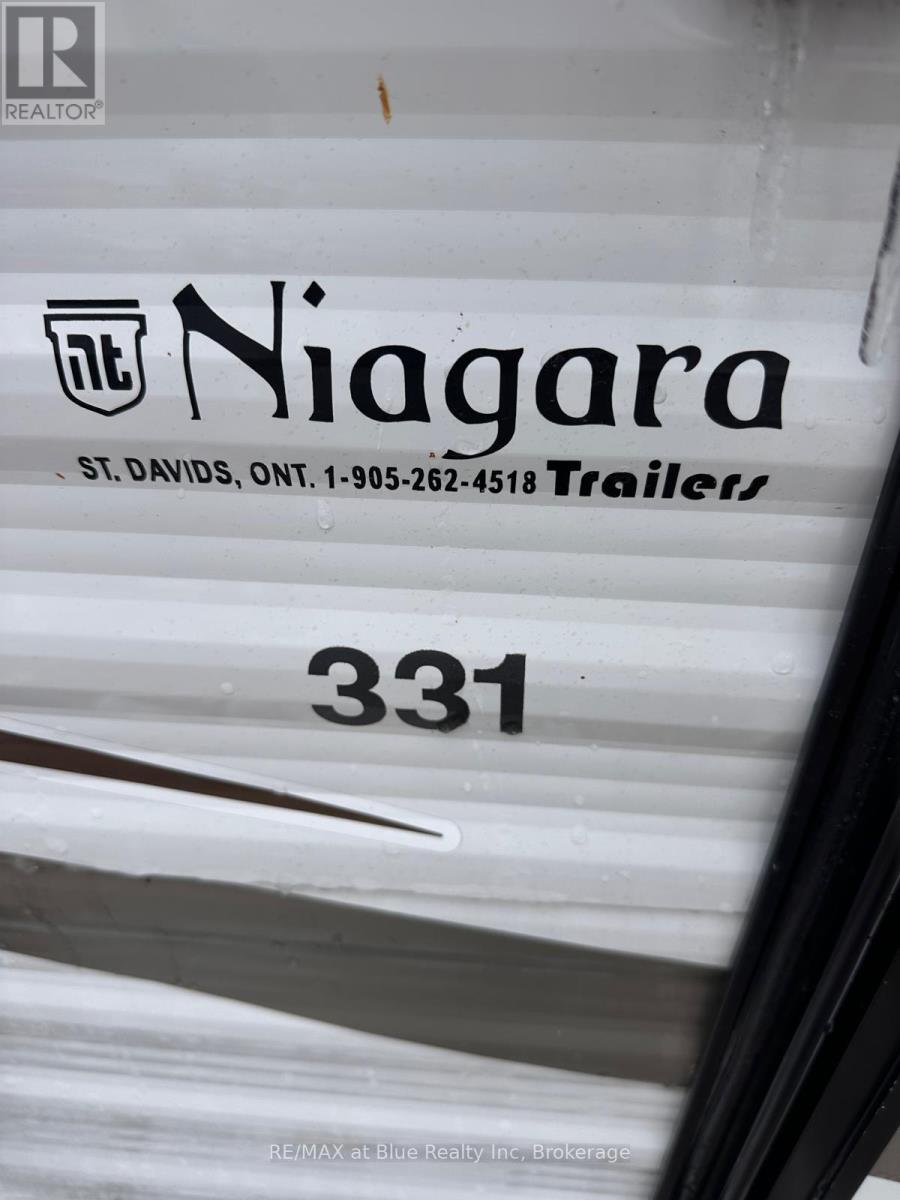 R
REALTOR®
nt Niagara
ST. DAVIDS, ONT. 1-905-262-4518 Trailers
331
RE/MAX at Blue Realty Inc, Brokerage